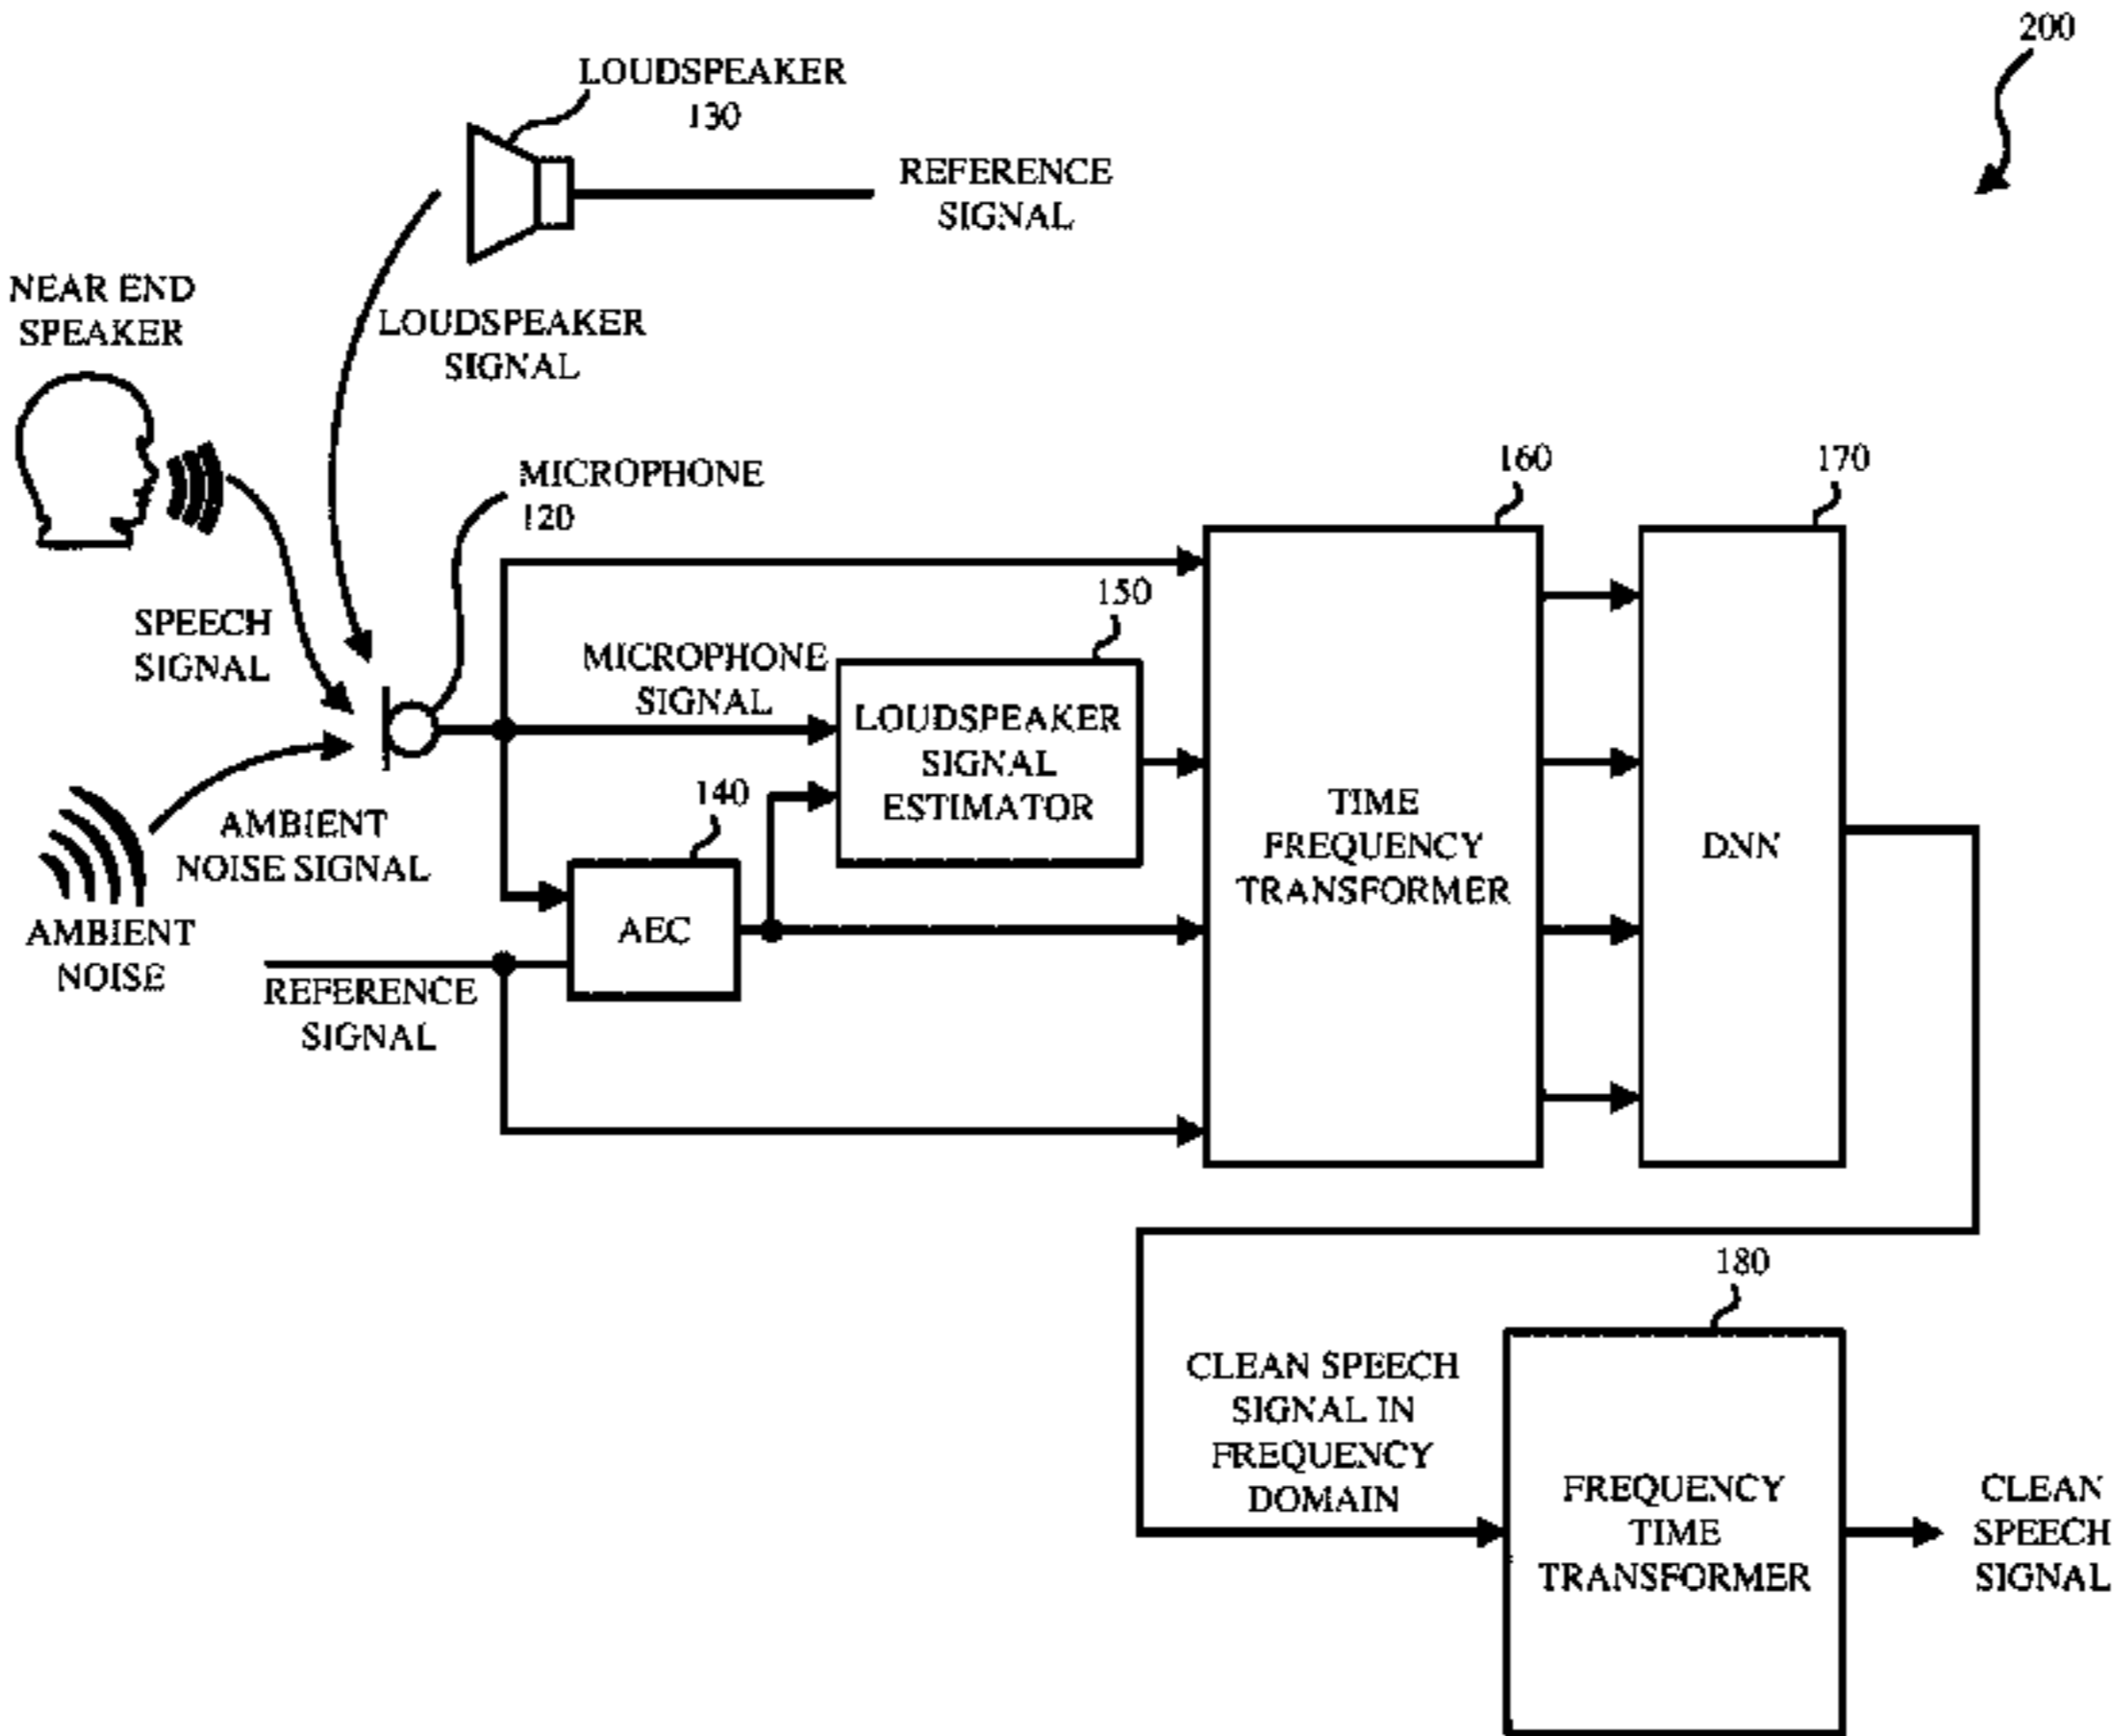 200
LOUDSPEAKER
130
REFERENCE
SIGNAL
NEAR END
SPEAKER
LOUDSPEAKER
SIGNAL
MICROPHONE
120
160
170
150
SPEECH
SIGNAL
MICROPHONE
SIGNAL
LOUDSPEAKER
SIGNAL
ESTIMATOR
140
AMBIENT
NOISE SIGNAL
TIME
FREQUENCY
TRANSFORMER
DNN
AEC
AMBIENT
NOISE
REFERENCE
SIGNAL
180
CLEAN SPEECH
SIGNAL IN
FREQUENCY
DOMAIN
FREQUENCY
TIME
TRANSFORMER
CLEAN
SPEECH
SIGNAL